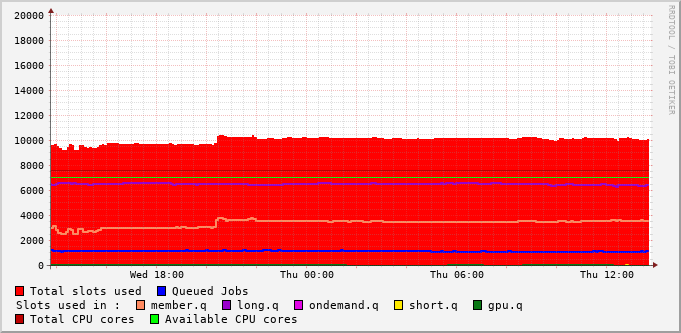 RRDTOOL / TOBI OETIKER
20000
18000
16000
14000
12000
10000
8000
6000
4000
2000
0
Wed 18:00 Thu 00:00 Thu 06:00 Thu 12:00
Total slots used Queued Jobs
Slots used in : member.q long.q ondemand.q short.q gpu.q
Total CPU cores Available CPU cores